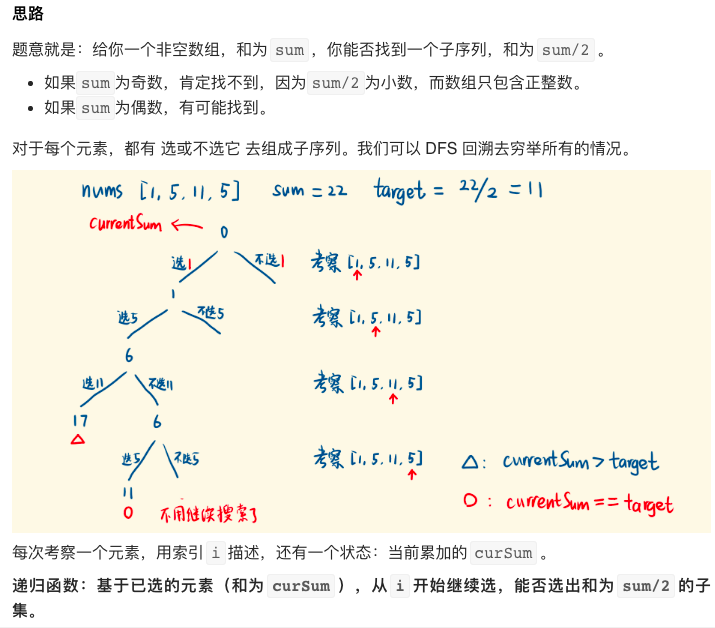 思路
题意就是：给你一个非空数组，和为 sum ，你能否找到一个子序列，和为 sum/2 。
如果 sum 为奇数，肯定找不到，因为 sum/2 为小数，而数组只包含正整数。
如果 sum 为偶数，有可能找到。
对于每个元素，都有 选或不选它 去组成子序列。我们可以 DFS 回溯去穷举所有的情况。
nums [1, 5, 11, 5] sum = 22 target = 22/2 = 11
currentSum ← 0
选1 不选1 考察 [1, 5, 11, 5]
1
选5 不选5 考察 [1, 5, 11, 5]
6
选11 不选11 考察 [1, 5, 11, 5]
17 6
选5 不选5 考察 [1, 5, 11, 5]
△: currentSum > target
11
O 不用继续搜索了
O: currentSum == target
每次考察一个元素，用索引 i 描述，还有一个状态：当前累加的 curSum 。
递归函数：基于已选的元素（和为 curSum ），从 i 开始继续选，能否选出和为 sum/2 的子
集。